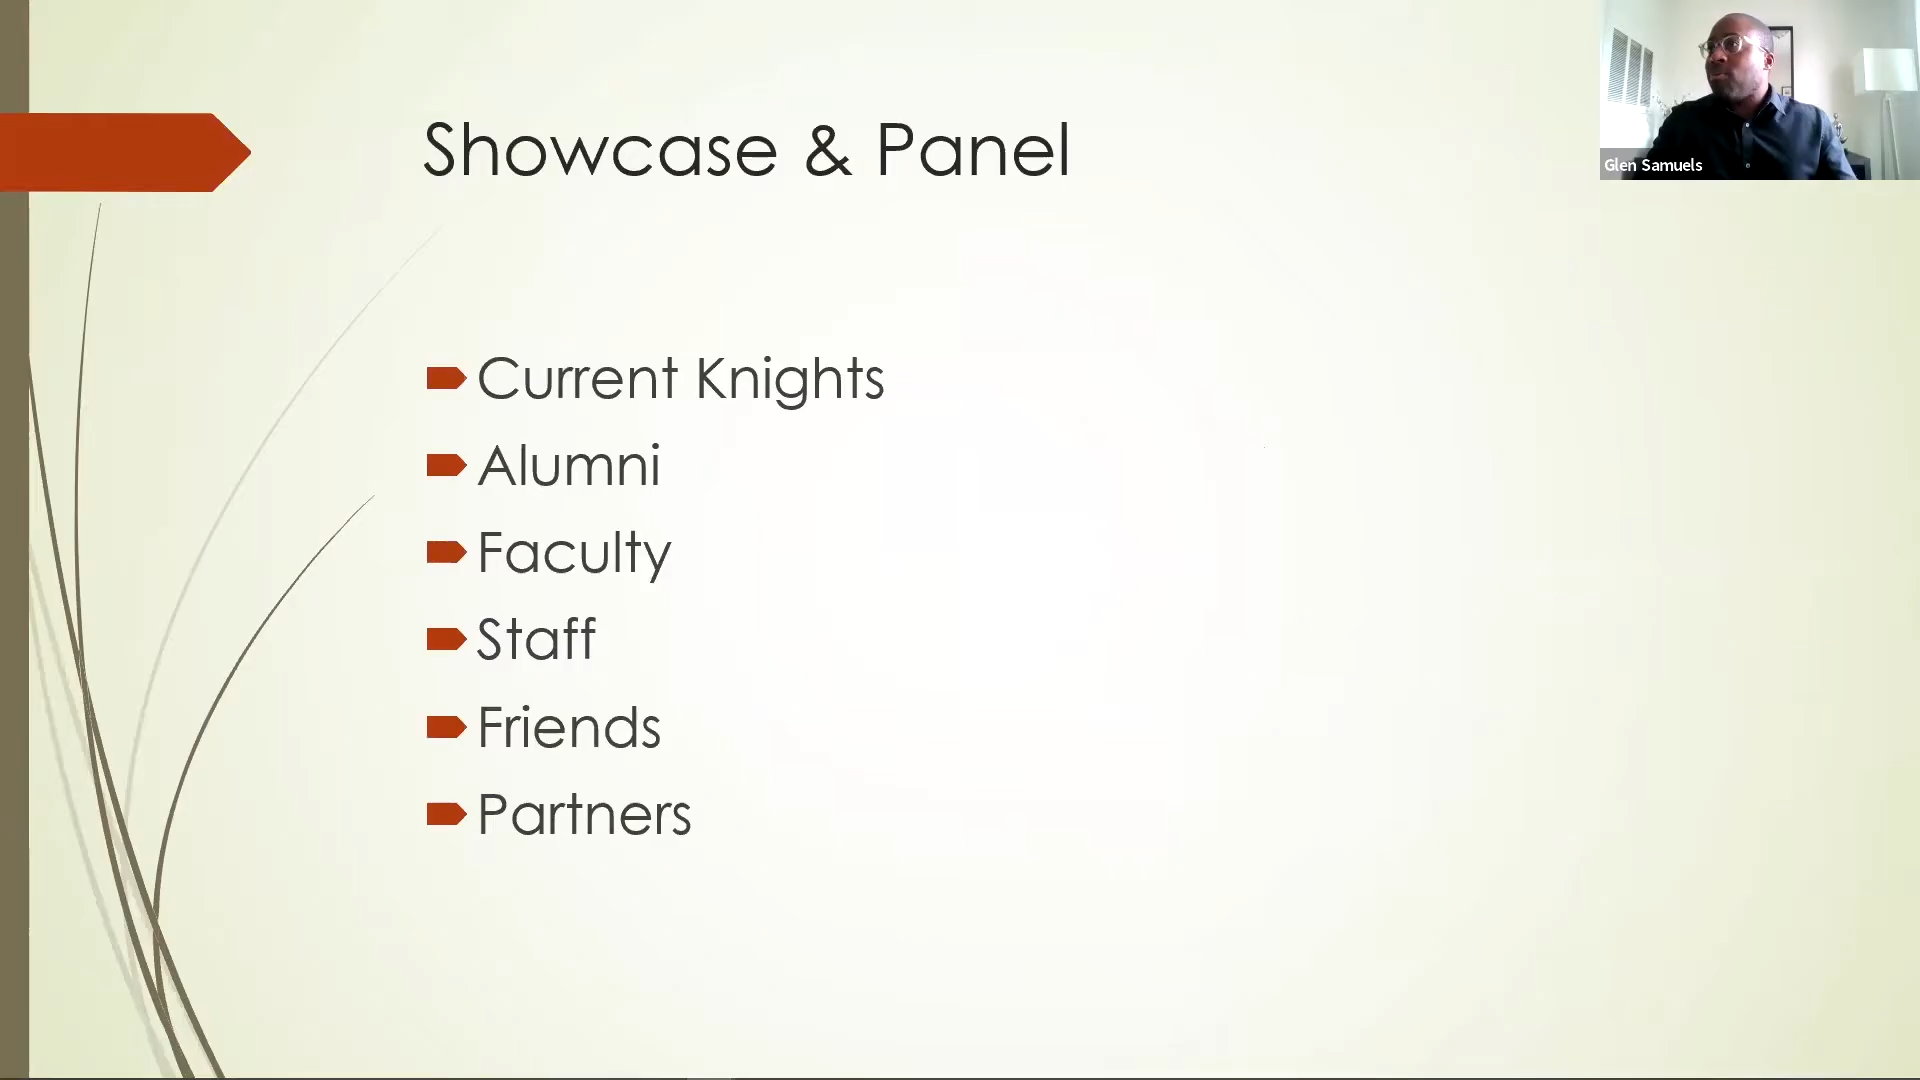 Showcase & Panel
Glen Samuels
Current Knights
Alumni
Faculty
Staff
Friends
Partners